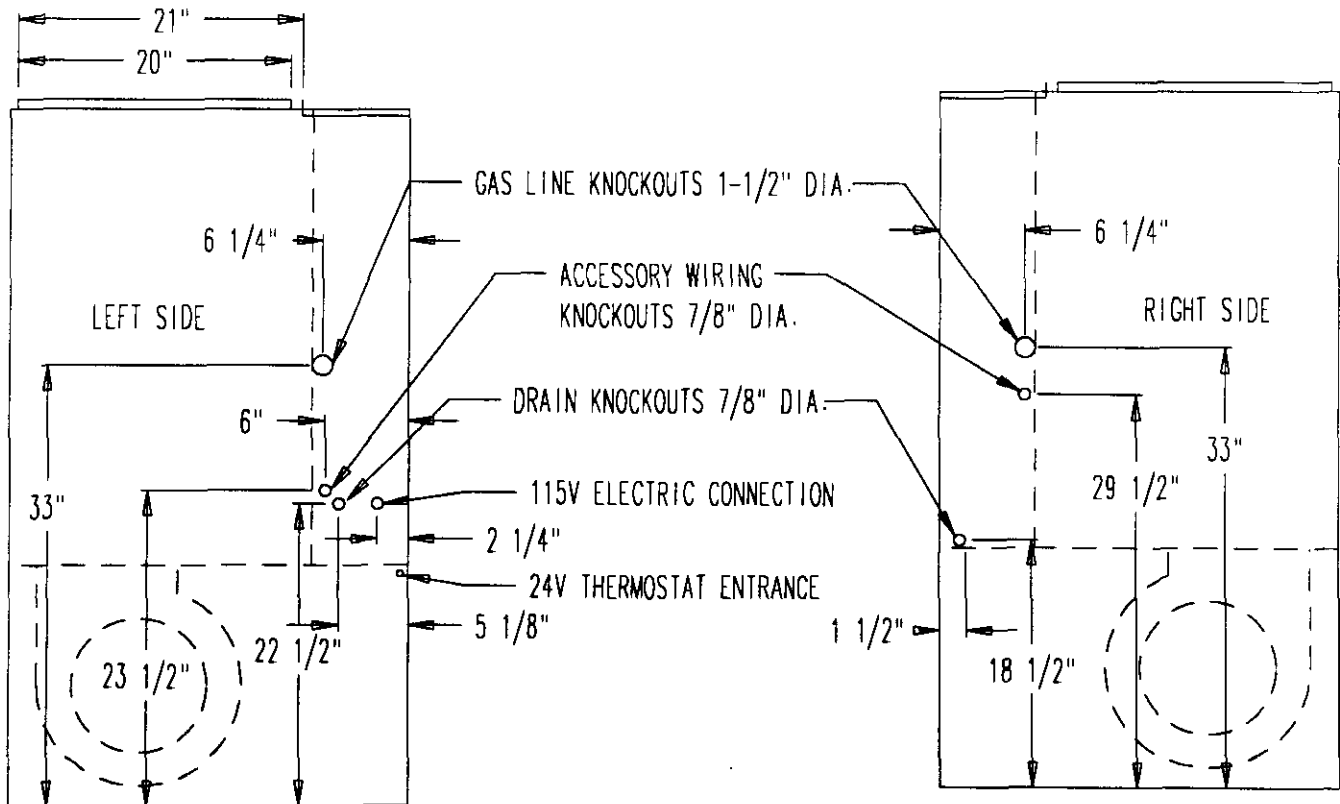 21"
20"
GAS LINE KNOCKOUTS 1-1/2" DIA.
6 1/4"
6 1/4"
ACCESSORY WIRING
KNOCKOUTS 7/8" DIA.
LEFT SIDE
RIGHT SIDE
DRAIN KNOCKOUTS 7/8" DIA.
6"
33"
33"
29 1/2"
115V ELECTRIC CONNECTION
2 1/4"
24V THERMOSTAT ENTRANCE
5 1/8"
1 1/2"
22 1/2"
23 1/2"
18 1/2"